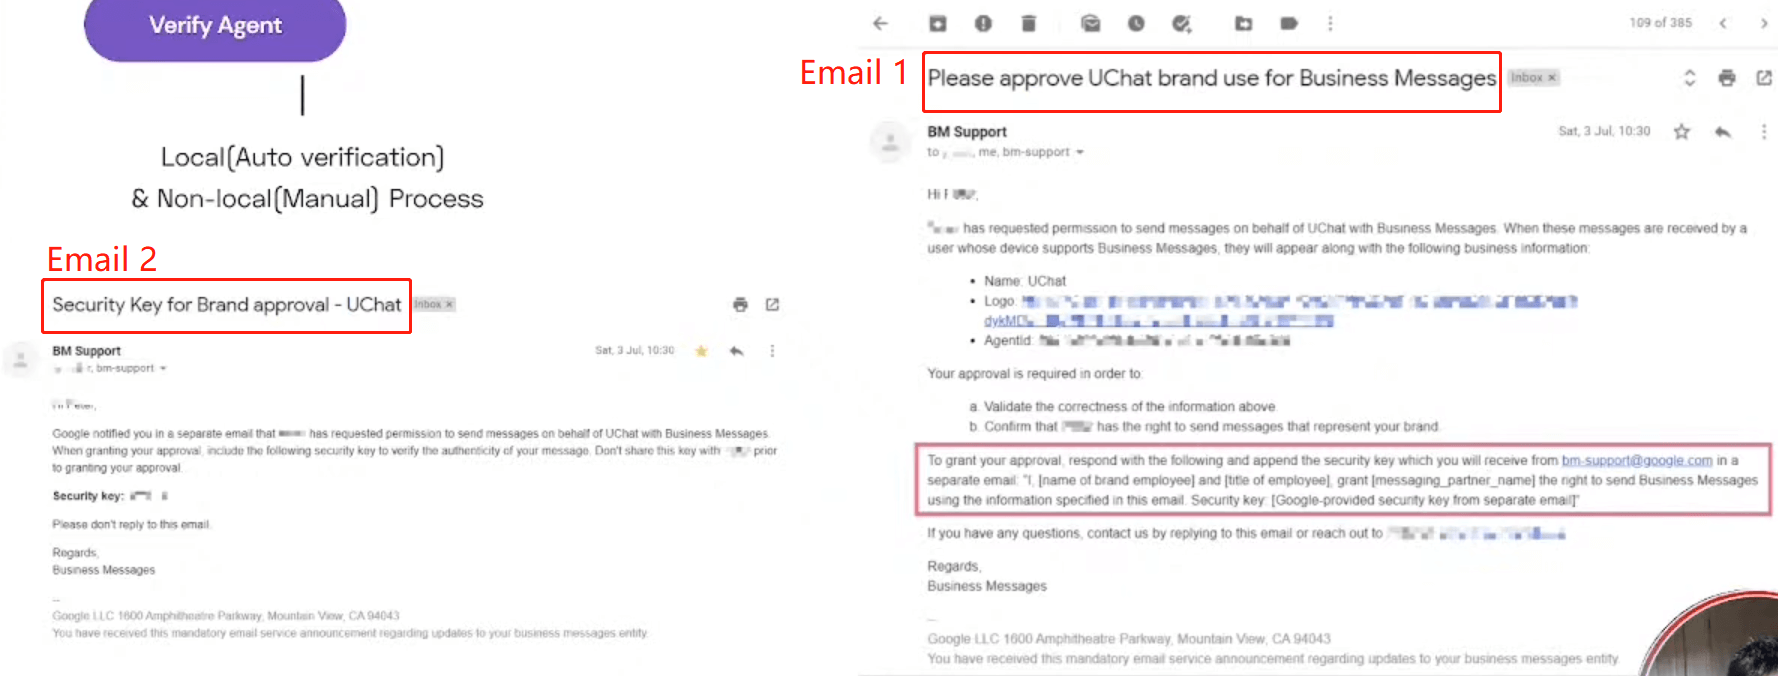 Verify Agent
Local(Auto verification)
& Non-local(Manual) Process
Email 2
Security Key for Brand approval - UChat
Inbox ×
BM Support
Sat, 3 Jul, 10:30
r, bm-support
Google notified you in a separate email that has requested permission to send messages on behalf of UChat with Business Messages.
When granting your approval, include the following security key to verify the authenticity of your message. Don't share this key with prior
to granting your approval.
Security key:
Please don't reply to this email.
Regards,
Business Messages
--
Google LLC 1600 Amphitheatre Parkway, Mountain View, CA 94043
You have received this mandatory email service announcement regarding updates to your business messages entity.
109 of 385
Email 1
Please approve UChat brand use for Business Messages
Inbox ×
BM Support
Sat, 3 Jul, 10:30
to , me, bm-support
Hi
has requested permission to send messages on behalf of UChat with Business Messages. When these messages are received by a
user whose device supports Business Messages, they will appear along with the following business information:
• Name: UChat
• Logo:
• AgentId:
Your approval is required in order to:
a. Validate the correctness of the information above.
b. Confirm that has the right to send messages that represent your brand.
To grant your approval, respond with the following and append the security key which you will receive from bm-support@google.com in a
separate email: "I, [name of brand employee] and [title of employee], grant [messaging_partner_name] the right to send Business Messages
using the information specified in this email. Security key: [Google-provided security key from separate email]"
If you have any questions, contact us by replying to this email or reach out to
Regards,
Business Messages
--
Google LLC 1600 Amphitheatre Parkway, Mountain View, CA 94043
You have received this mandatory email service announcement regarding updates to your business messages entity.